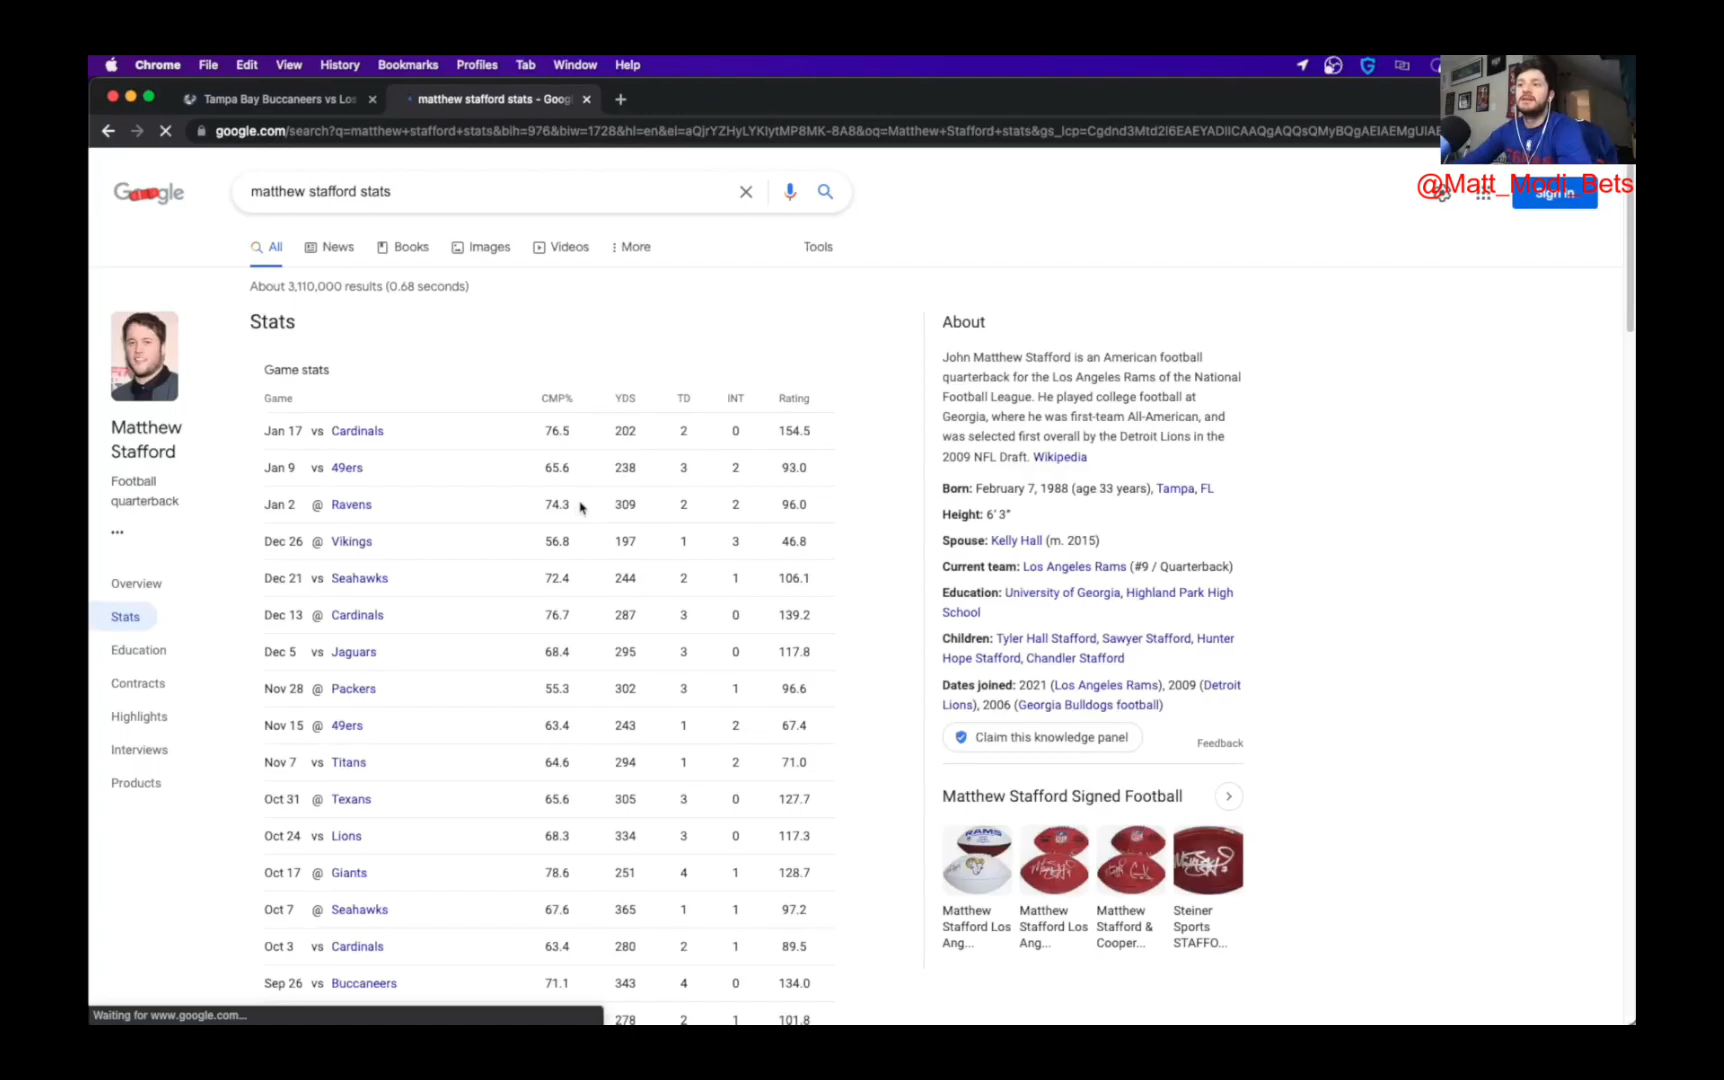 Chrome File Edit View History Bookmarks Profiles Tab Window Help
Tampa Bay Buccaneers vs Los
matthew stafford stats - Goog
google.com/search?q=matthew+stafford+stats&bih=976&biw=1728&hl=en&ei=
@Matt_Modi_Bets
Google
matthew stafford stats
Sign in
All News Books Images Videos More Tools
About 3,110,000 results (0.68 seconds)
Matthew
Stafford
Football
quarterback
Overview
Stats
Education
Contracts
Highlights
Interviews
Products
Stats
Game stats
Game CMP% YDS TD INT Rating
Jan 17 vs Cardinals 76.5 202 2 0 154.5
Jan 9 vs 49ers 65.6 238 3 2 93.0
Jan 2 @ Ravens 74.3 309 2 2 96.0
Dec 26 @ Vikings 56.8 197 1 3 46.8
Dec 21 vs Seahawks 72.4 244 2 1 106.1
Dec 13 @ Cardinals 76.7 287 3 0 139.2
Dec 5 vs Jaguars 68.4 295 3 0 117.8
Nov 28 @ Packers 55.3 302 3 1 96.6
Nov 15 @ 49ers 63.4 243 1 2 67.4
Nov 7 vs Titans 64.6 294 1 2 71.0
Oct 31 @ Texans 65.6 305 3 0 127.7
Oct 24 vs Lions 68.3 334 3 0 117.3
Oct 17 @ Giants 78.6 251 4 1 128.7
Oct 7 @ Seahawks 67.6 365 1 1 97.2
Oct 3 vs Cardinals 63.4 280 2 1 89.5
Sep 26 vs Buccaneers 71.1 343 4 0 134.0
278 2 1 101.8
Waiting for www.google.com...
About
John Matthew Stafford is an American football
quarterback for the Los Angeles Rams of the National
Football League. He played college football at
Georgia, where he was first-team All-American, and
was selected first overall by the Detroit Lions in the
2009 NFL Draft. Wikipedia
Born: February 7, 1988 (age 33 years), Tampa, FL
Height: 6′ 3″
Spouse: Kelly Hall (m. 2015)
Current team: Los Angeles Rams (#9 / Quarterback)
Education: University of Georgia, Highland Park High
School
Children: Tyler Hall Stafford, Sawyer Stafford, Hunter
Hope Stafford, Chandler Stafford
Dates joined: 2021 (Los Angeles Rams), 2009 (Detroit
Lions), 2006 (Georgia Bulldogs football)
Claim this knowledge panel
Feedback
Matthew Stafford Signed Football
RAMS
Matthew
Stafford Los
Ang...
Matthew
Stafford Los
Ang...
Matthew
Stafford &
Cooper...
Steiner
Sports
STAFFO...